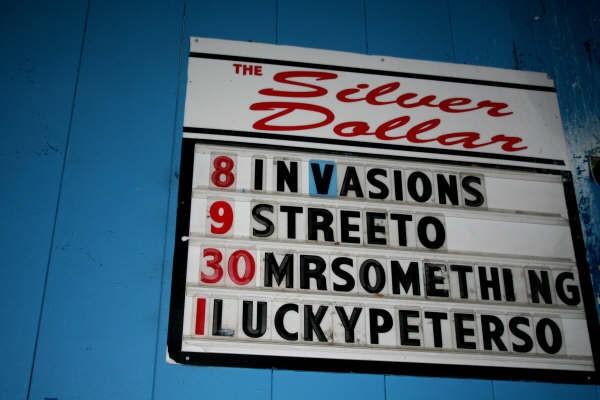 THE Silver
Dollar
8 INVASIONS
9 STREETO
30 MRSOMETHING
1 LUCKYPETERSO